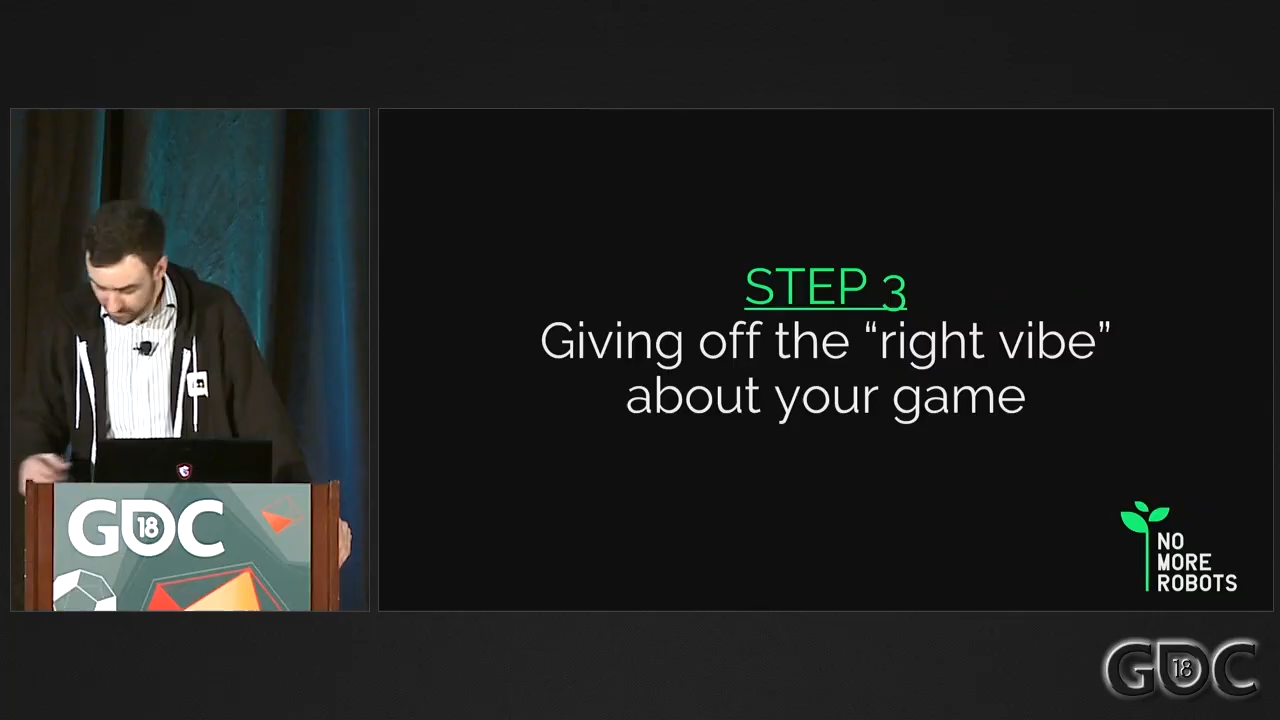 STEP 3
Giving off the “right vibe”
about your game
NO
MORE
ROBOTS
GDC
18
GDC
18